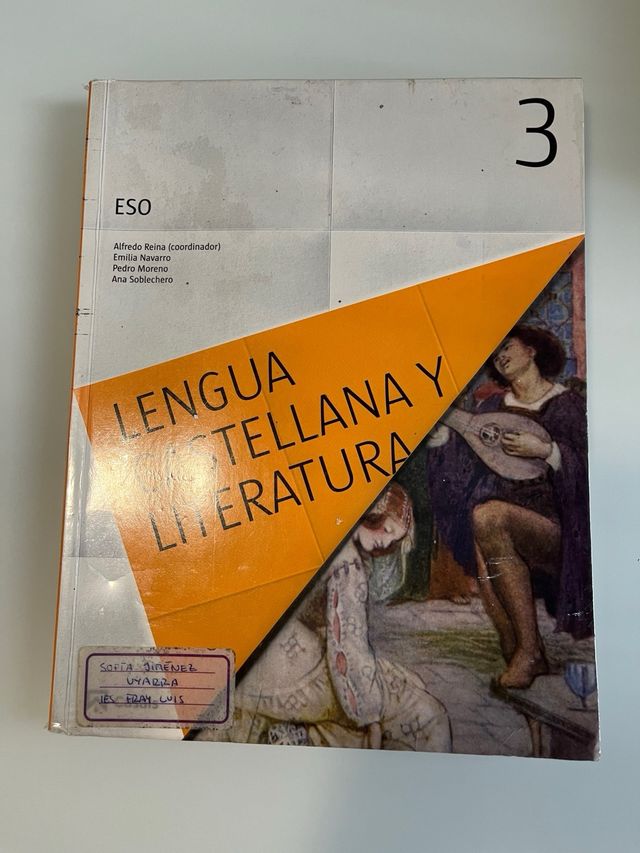 3
ESO
Alfredo Reina (coordinador)
Emilia Navarro
Pedro Moreno
Ana Soblechero
LENGUA
CASTELLANA Y
LITERATURA
SOFÍA JIMÉNEZ
UYARRA
IES FRAY LUIS